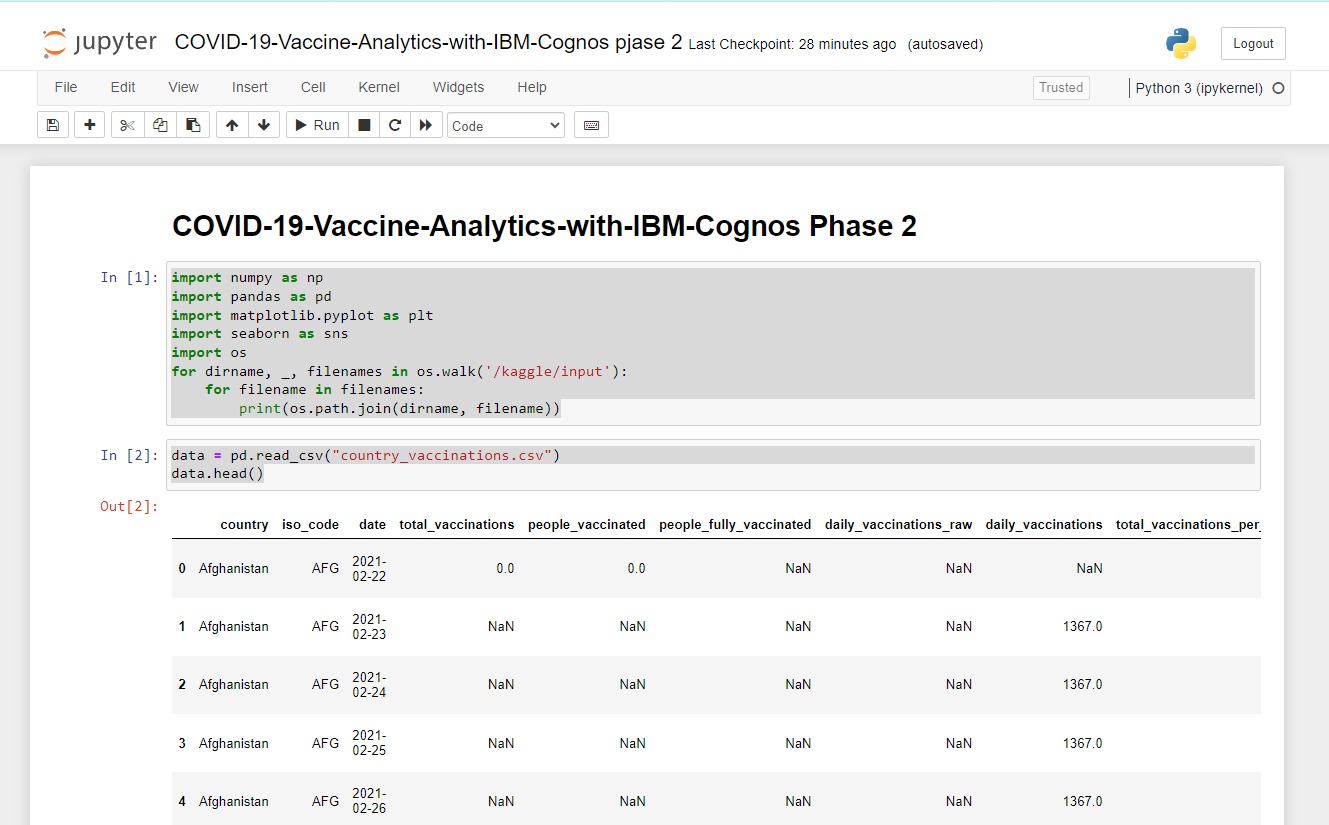 jupyter COVID-19-Vaccine-Analytics-with-IBM-Cognos pjase 2 Last Checkpoint: 28 minutes ago (autosaved) Logout
File Edit View Insert Cell Kernel Widgets Help Trusted Python 3 (ipykernel)
Run Code
COVID-19-Vaccine-Analytics-with-IBM-Cognos Phase 2
In [1]: import numpy as np
import pandas as pd
import matplotlib.pyplot as plt
import seaborn as sns
import os
for dirname, _, filenames in os.walk('/kaggle/input'):
    for filename in filenames:
        print(os.path.join(dirname, filename))
In [2]: data = pd.read_csv("country_vaccinations.csv")
data.head()
Out[2]:
country iso_code date total_vaccinations people_vaccinated people_fully_vaccinated daily_vaccinations_raw daily_vaccinations total_vaccinations_per_
0 Afghanistan AFG 2021-02-22 0.0 0.0 NaN NaN NaN
1 Afghanistan AFG 2021-02-23 NaN NaN NaN NaN 1367.0
2 Afghanistan AFG 2021-02-24 NaN NaN NaN NaN 1367.0
3 Afghanistan AFG 2021-02-25 NaN NaN NaN NaN 1367.0
4 Afghanistan AFG 2021-02-26 NaN NaN NaN NaN 1367.0